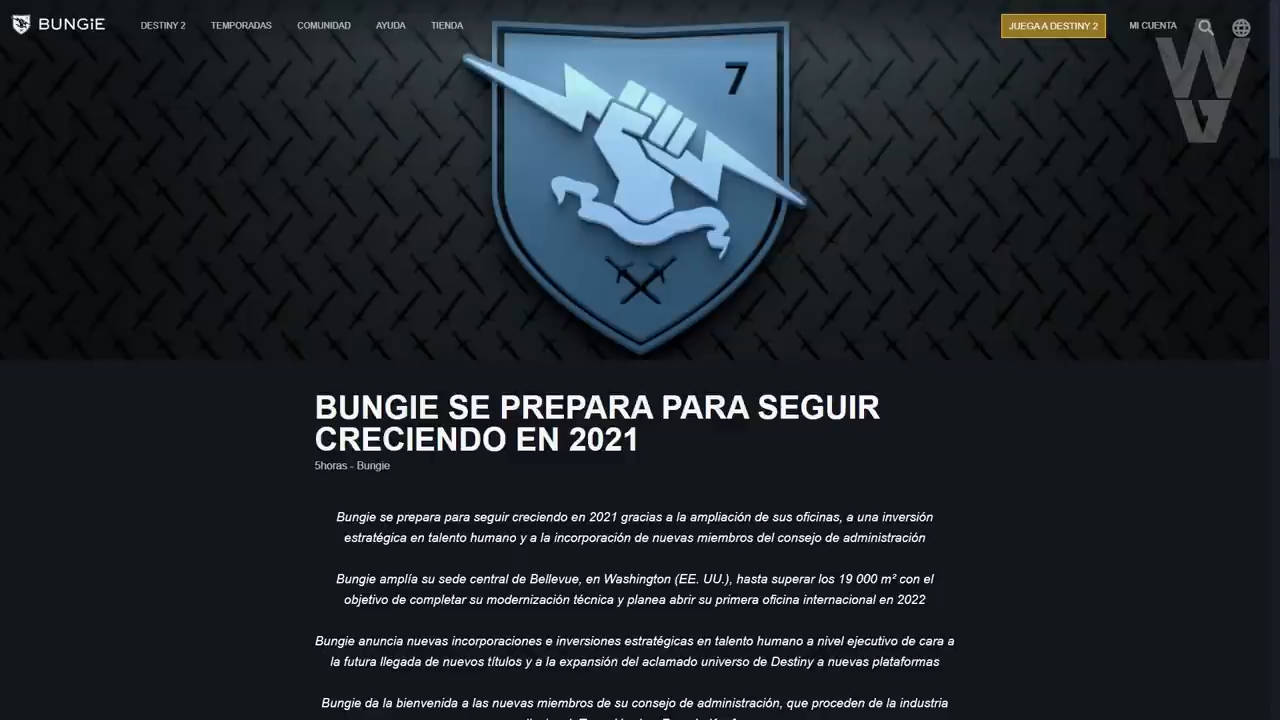 BUNGiE
DESTINY 2
TEMPORADAS
COMUNIDAD
AYUDA
TIENDA
JUEGA A DESTINY 2
MI CUENTA
WG
7
BUNGIE SE PREPARA PARA SEGUIR
CRECIENDO EN 2021
5horas - Bungie
Bungie se prepara para seguir creciendo en 2021 gracias a la ampliación de sus oficinas, a una inversión
estratégica en talento humano y a la incorporación de nuevas miembros del consejo de administración
Bungie amplía su sede central de Bellevue, en Washington (EE. UU.), hasta superar los 19 000 m² con el
objetivo de completar su modernización técnica y planea abrir su primera oficina internacional en 2022
Bungie anuncia nuevas incorporaciones e inversiones estratégicas en talento humano a nivel ejecutivo de cara a
la futura llegada de nuevos títulos y a la expansión del aclamado universo de Destiny a nuevas plataformas
Bungie da la bienvenida a las nuevas miembros de su consejo de administración, que proceden de la industria